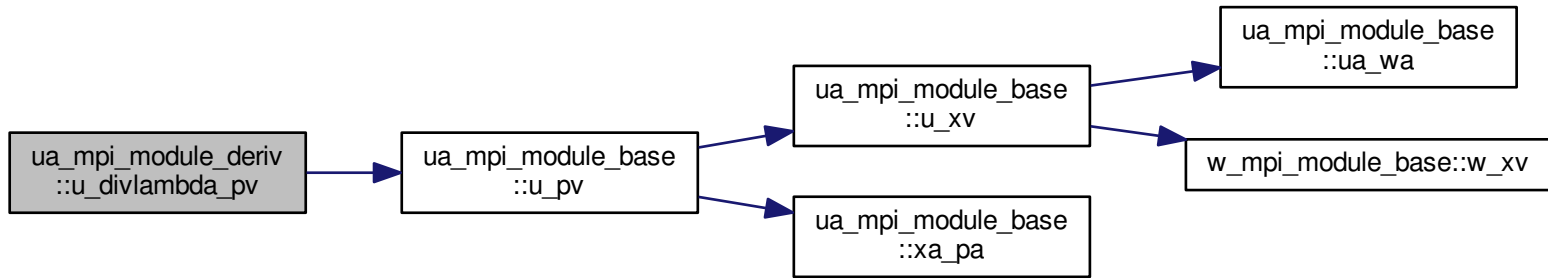 ua_mpi_module_deriv
::u_divlambda_pv
ua_mpi_module_base
::u_pv
ua_mpi_module_base
::u_xv
ua_mpi_module_base
::xa_pa
ua_mpi_module_base
::ua_wa
w_mpi_module_base::w_xv